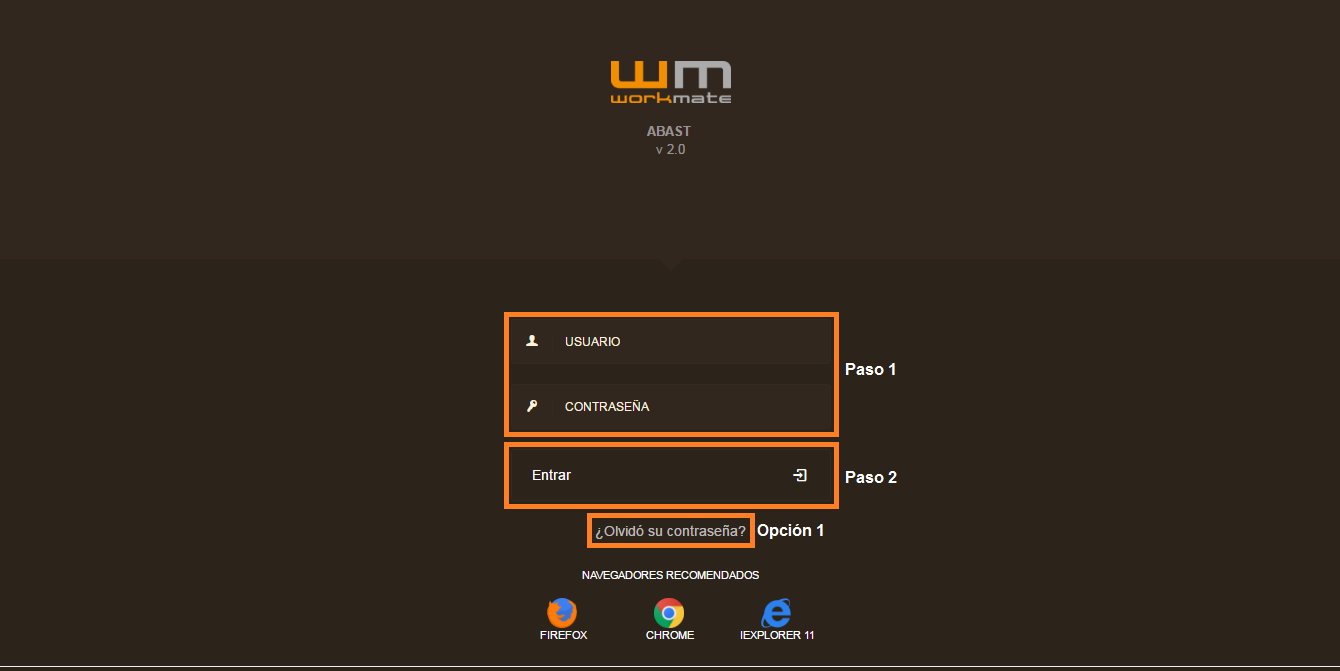 wm
workmate
ABAST
v 2.0
USUARIO
Paso 1
CONTRASEÑA
Entrar
Paso 2
¿Olvidó su contraseña? Opción 1
NAVEGADORES RECOMENDADOS
FIREFOX CHROME IEXPLORER 11